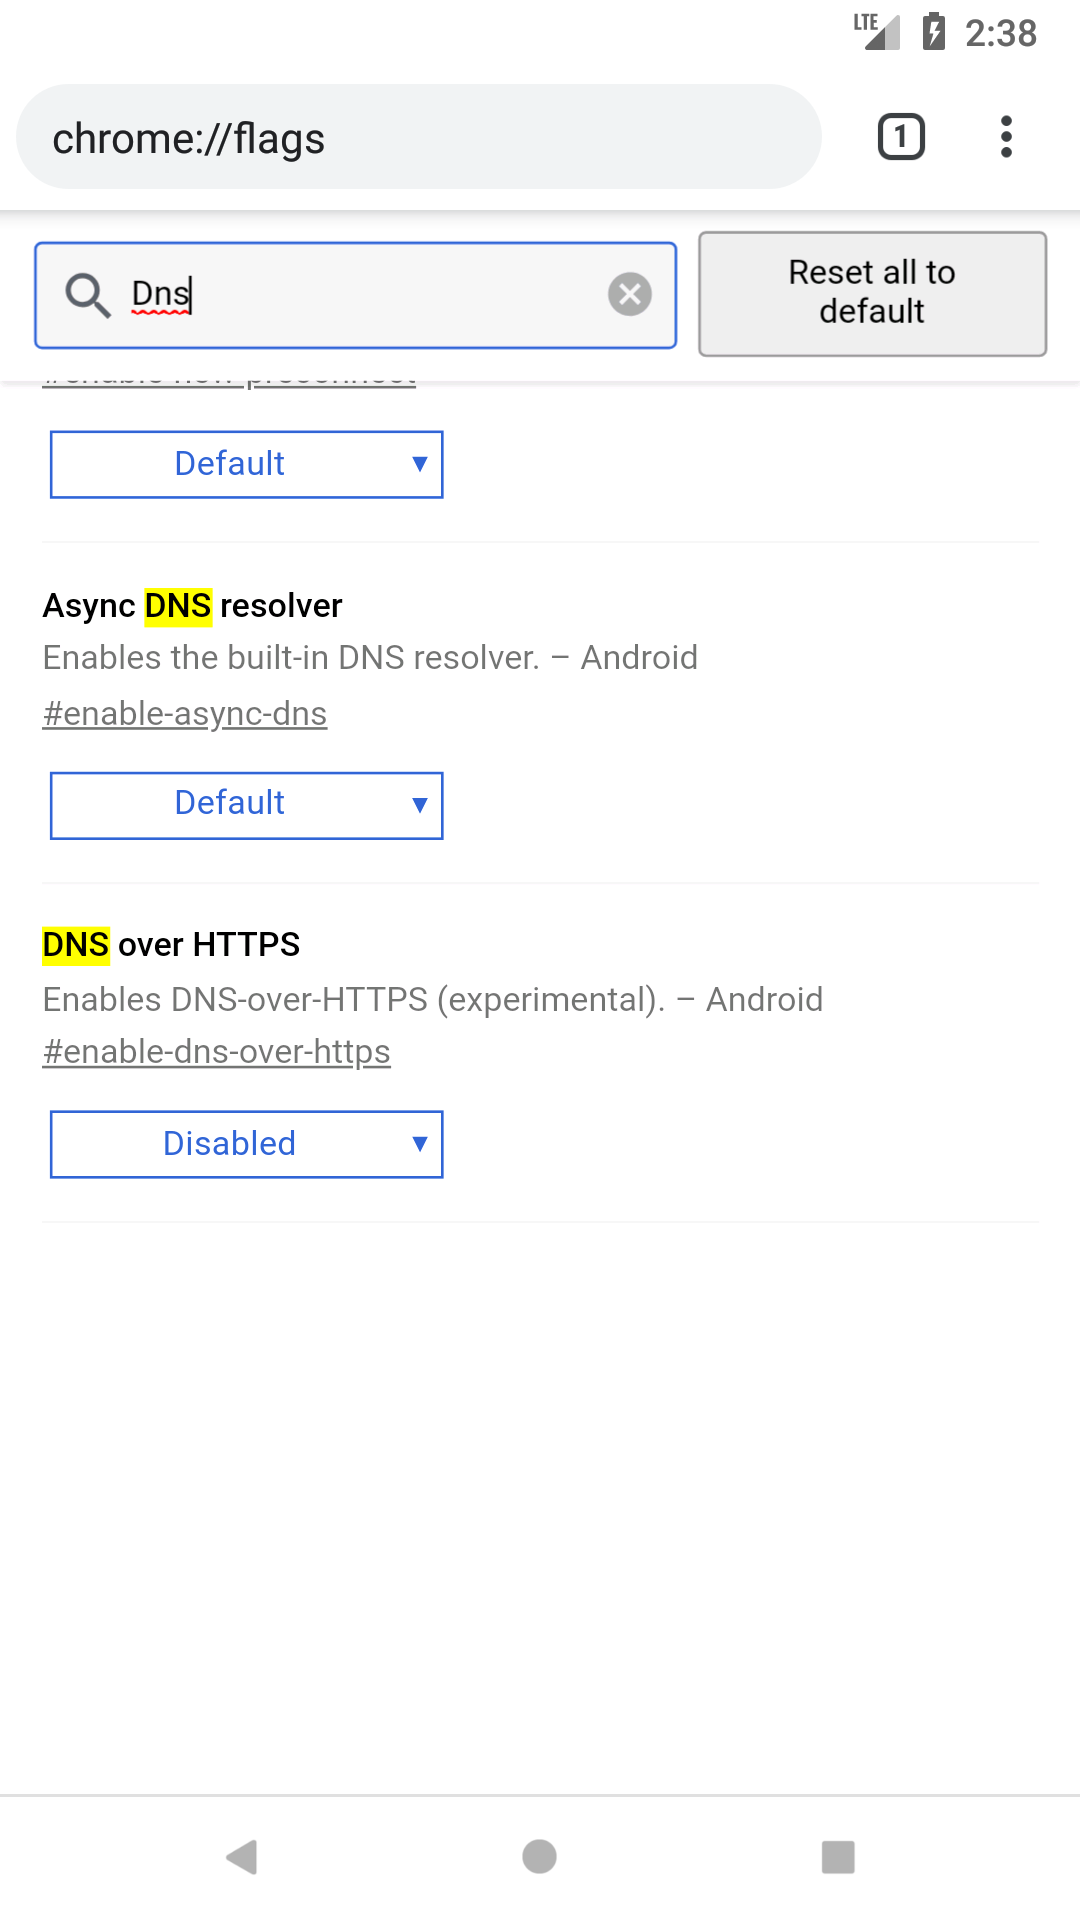 LTE 2:38
chrome://flags
1
Dns
Reset all to
default
Default
Async DNS resolver
Enables the built-in DNS resolver. – Android
#enable-async-dns
Default
DNS over HTTPS
Enables DNS-over-HTTPS (experimental). – Android
#enable-dns-over-https
Disabled